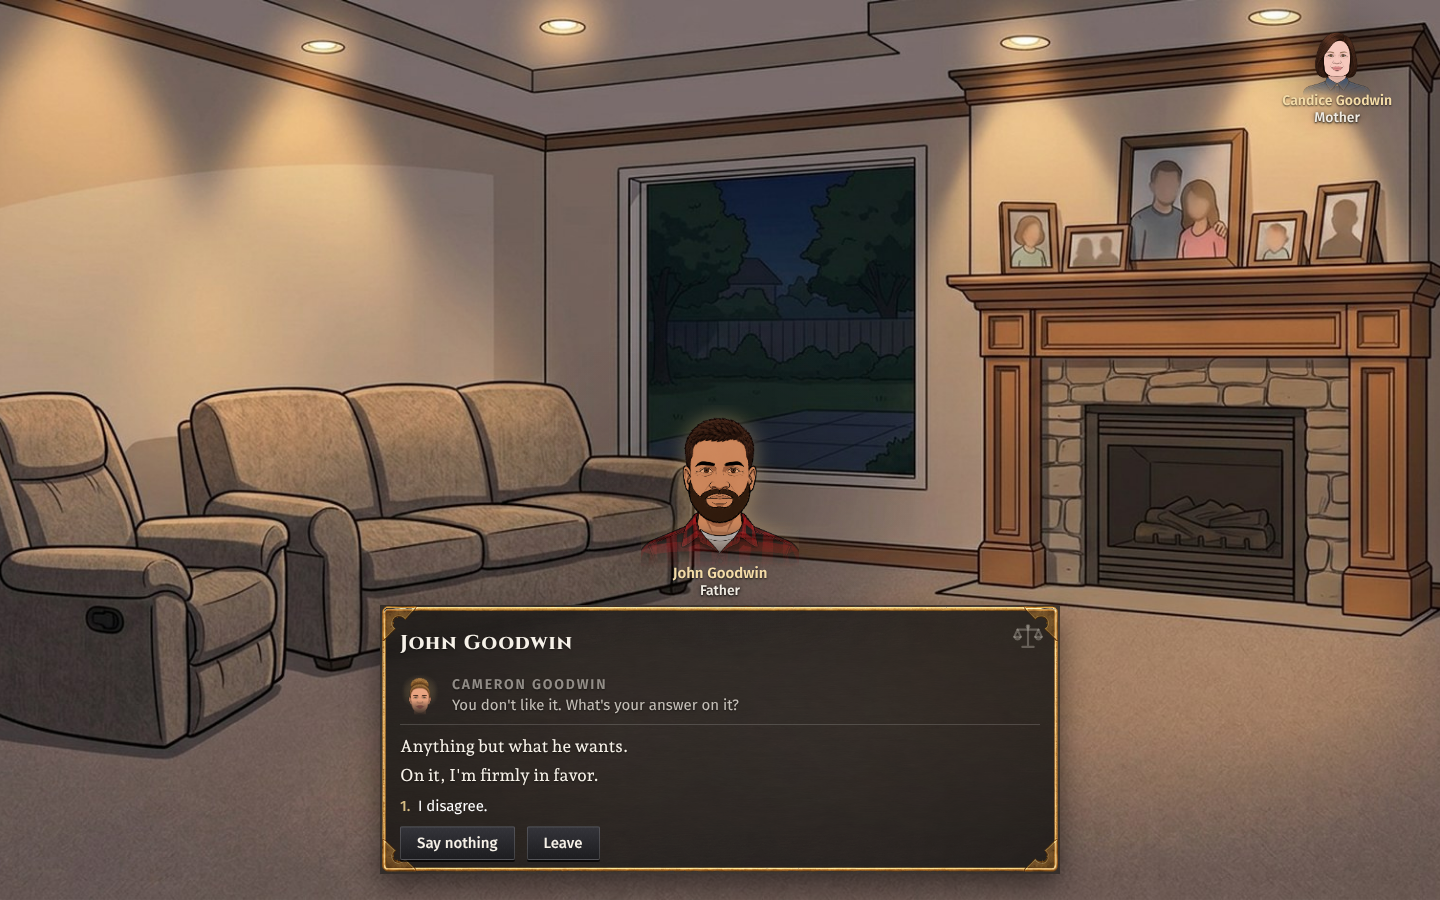 Candice Goodwin
Mother
John Goodwin
Father
John Goodwin
CAMERON GOODWIN
You don't like it. What's your answer on it?
Anything but what he wants.
On it, I'm firmly in favor.
1. I disagree.
Say nothing
Leave